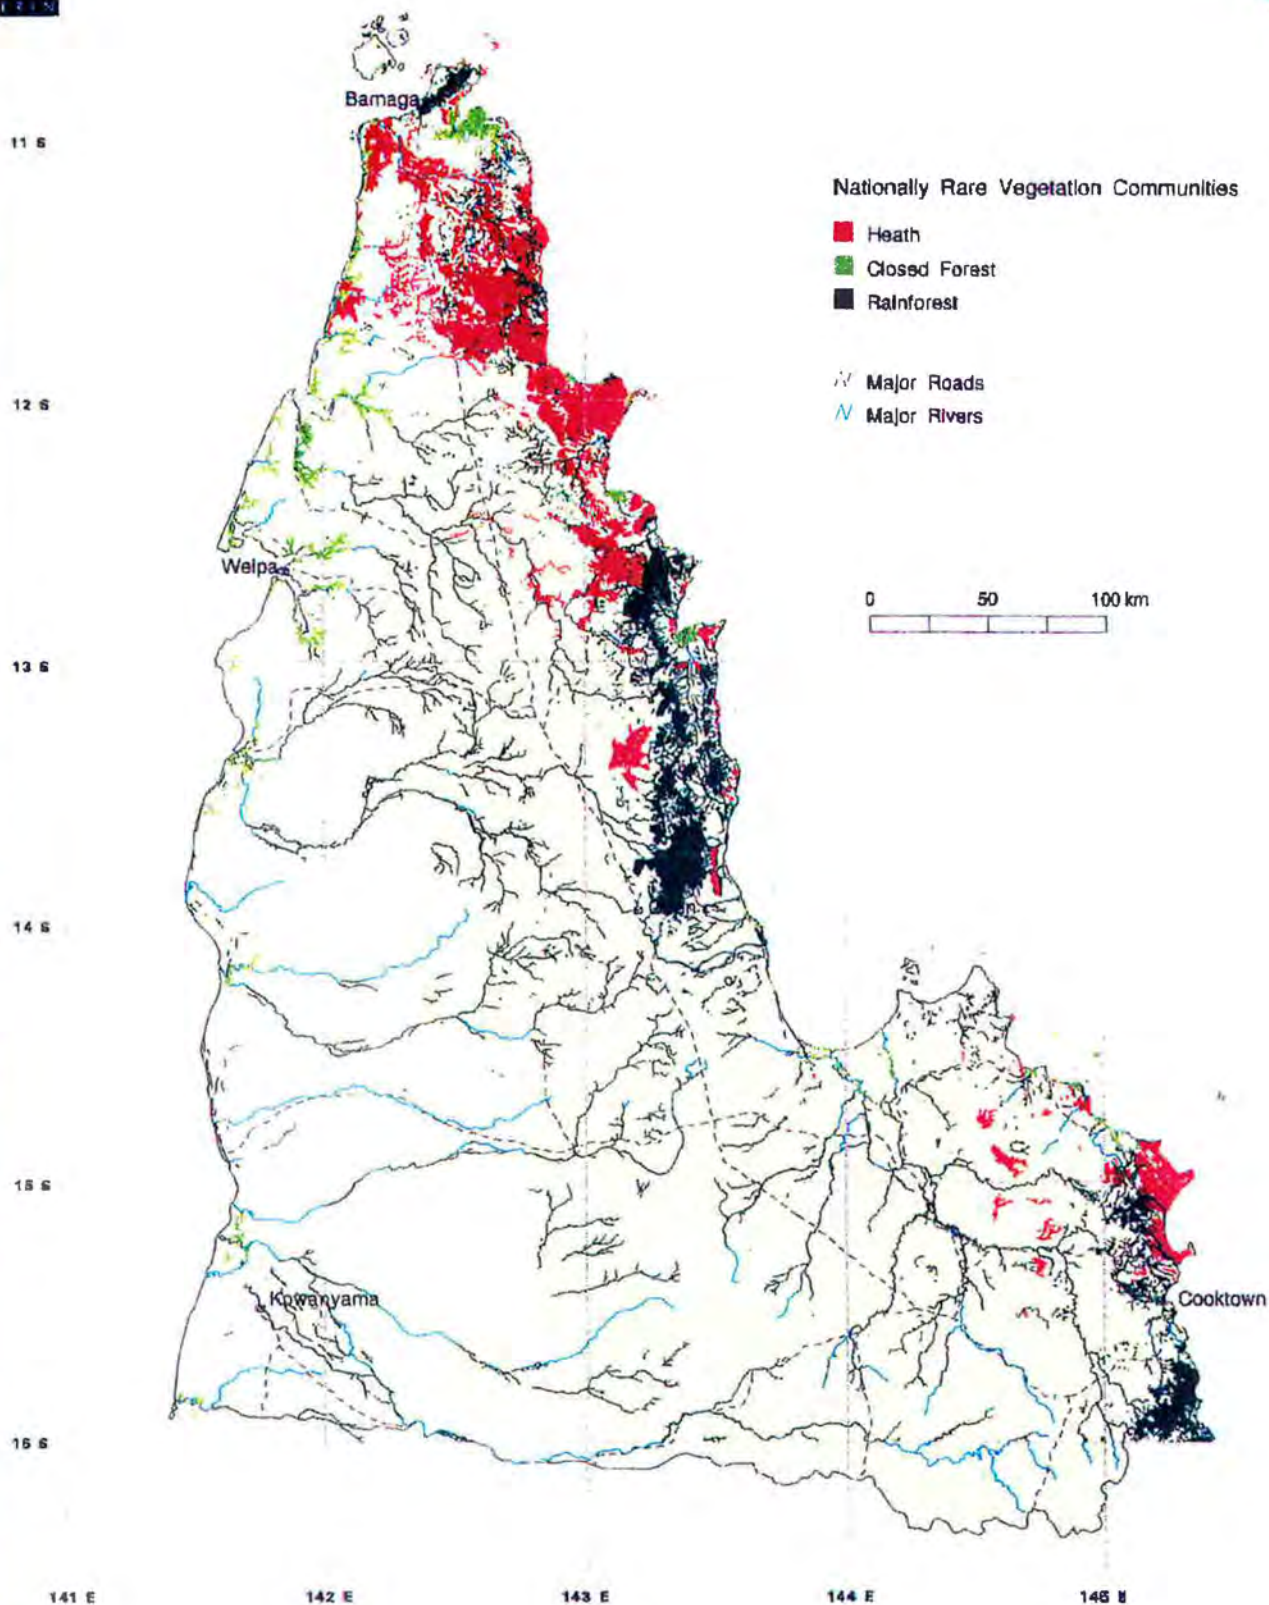 Bamaga
11 S
Nationally Rare Vegetation Communities
Heath
Closed Forest
Rainforest
Major Roads
Major Rivers
12 S
Weipa
0 50 100 km
13 S
14 S
15 S
Kowanyama
Cooktown
16 S
141 E 142 E 143 E 144 E 145